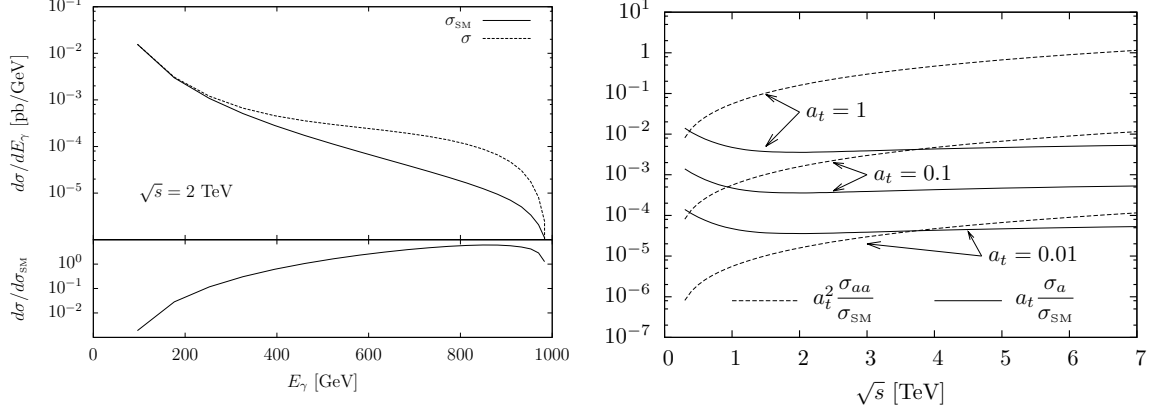 dσ/dE_γ [pb/GeV]
10^-1
10^-2
10^-3
10^-4
10^-5
σ_SM
σ
√s = 2 TeV
dσ/dσ_SM
10^0
10^-1
10^-2
0 200 400 600 800 1000
E_γ [GeV]
10^1
1
10^-1
10^-2
10^-3
10^-4
10^-5
10^-6
10^-7
a_t = 1
a_t = 0.1
a_t = 0.01
a_t^2 σ_aa/σ_SM a_t σ_a/σ_SM
0 1 2 3 4 5 6 7
√s [TeV]